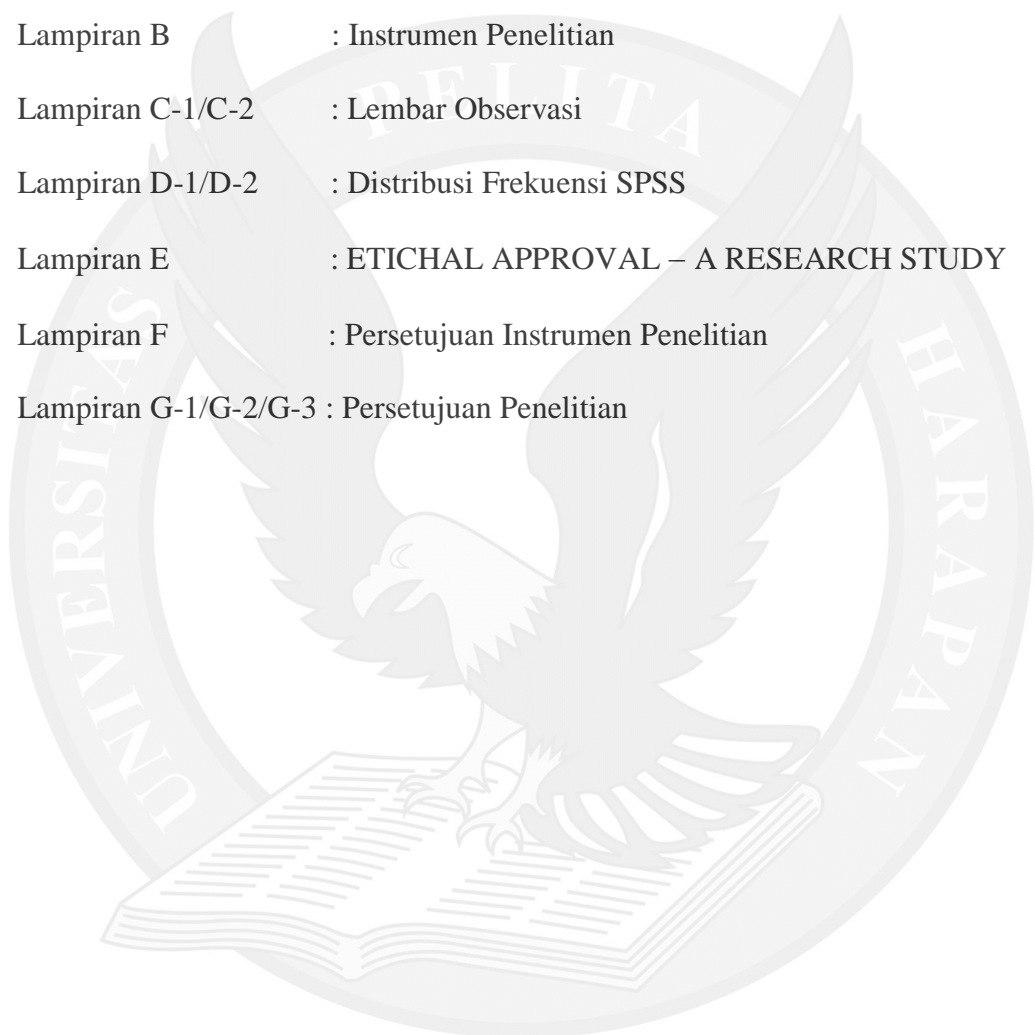 Lampiran B : Instrumen Penelitian
Lampiran C-1/C-2 : Lembar Observasi
Lampiran D-1/D-2 : Distribusi Frekuensi SPSS
Lampiran E : ETICHAL APPROVAL – A RESEARCH STUDY
Lampiran F : Persetujuan Instrumen Penelitian
Lampiran G-1/G-2/G-3 : Persetujuan Penelitian
UNIVERSITAS PELITA HARAPAN